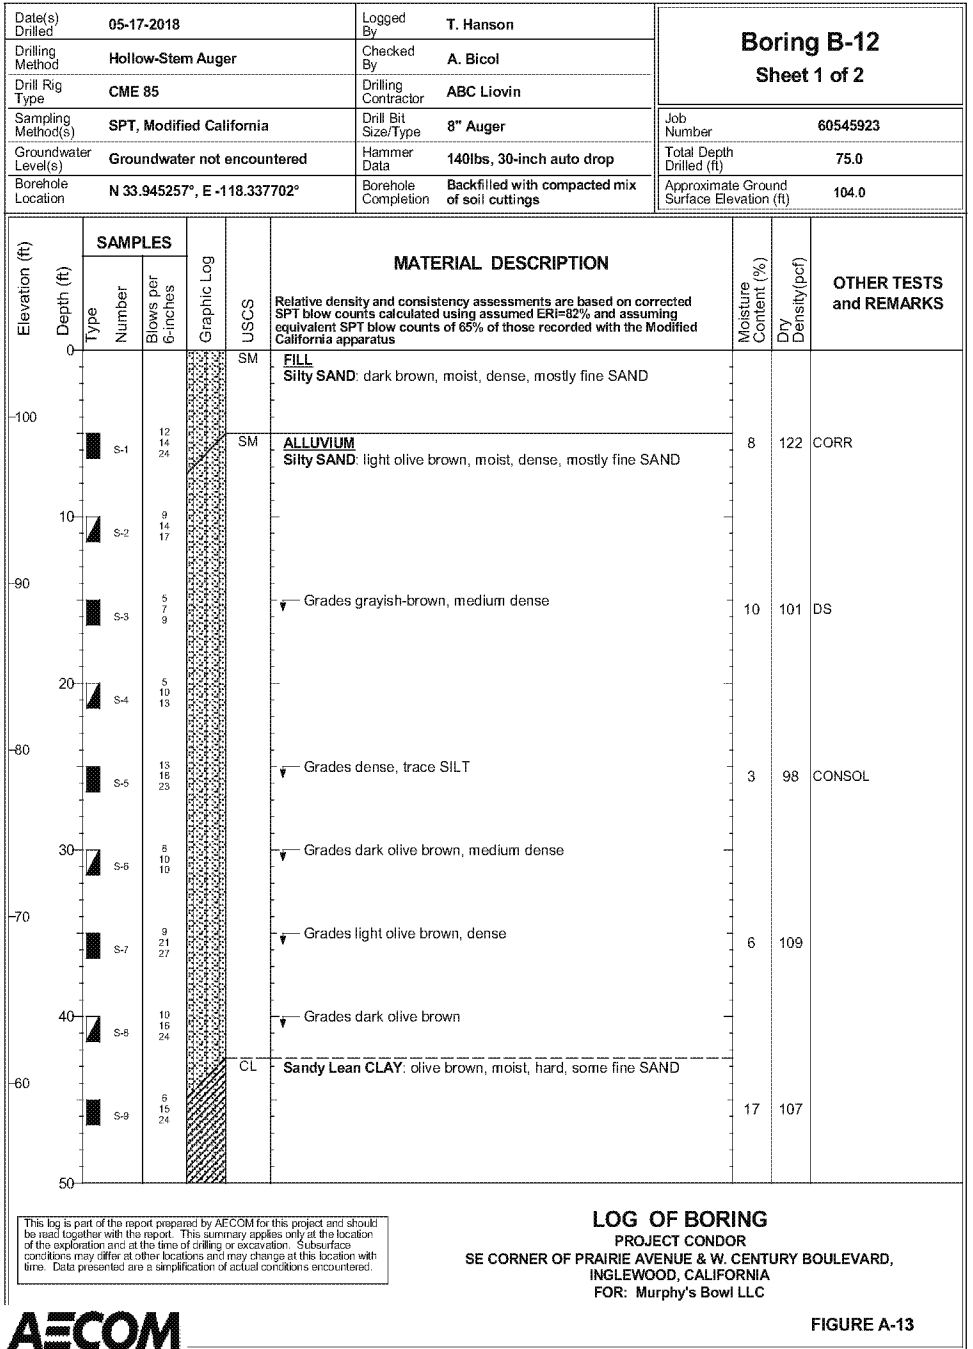 Date(s) Drilled 05-17-2018 Logged By T. Hanson
Drilling Method Hollow-Stem Auger Checked By A. Bicol
Drill Rig Type CME 85 Drilling Contractor ABC Liovin
Sampling Method(s) SPT, Modified California Drill Bit Size/Type 8" Auger
Groundwater Level(s) Groundwater not encountered Hammer Data 140lbs, 30-inch auto drop
Borehole Location N 33.945257°, E -118.337702° Borehole Completion Backfilled with compacted mix of soil cuttings
Boring B-12
Sheet 1 of 2
Job Number 60545923
Total Depth Drilled (ft) 75.0
Approximate Ground Surface Elevation (ft) 104.0
Elevation (ft)
Depth (ft)
SAMPLES
Type
Number
Blows per 6-inches
Graphic Log
USCS
MATERIAL DESCRIPTION
Relative density and consistency assessments are based on corrected
SPT blow counts calculated using assumed ERi=82% and assuming
equivalent SPT blow counts of 65% of those recorded with the Modified
California apparatus
Moisture Content (%)
Dry Density(pcf)
OTHER TESTS
and REMARKS
0
SM FILL
Silty SAND: dark brown, moist, dense, mostly fine SAND
100
S-1 12 14 24 SM ALLUVIUM 8 122 CORR
Silty SAND: light olive brown, moist, dense, mostly fine SAND
10 S-2 9 14 17
90
S-3 5 7 9 Grades grayish-brown, medium dense 10 101 DS
20 S-4 5 10 13
80
S-5 13 18 23 Grades dense, trace SILT 3 98 CONSOL
30 S-6 10 10 Grades dark olive brown, medium dense
70
S-7 9 21 27 Grades light olive brown, dense 6 109
40 S-8 10 16 24 Grades dark olive brown
CL Sandy Lean CLAY: olive brown, moist, hard, some fine SAND
60
S-9 6 15 24 17 107
50
This log is part of the report prepared by AECOM for this project and should
be read together with the report. This summary applies only at the location
of the exploration and at the time of drilling or excavation. Subsurface
conditions may differ at other locations and may change at this location with
time. Data presented are a simplification of actual conditions encountered.
LOG OF BORING
PROJECT CONDOR
SE CORNER OF PRAIRIE AVENUE & W. CENTURY BOULEVARD,
INGLEWOOD, CALIFORNIA
FOR: Murphy's Bowl LLC
AECOM
FIGURE A-13